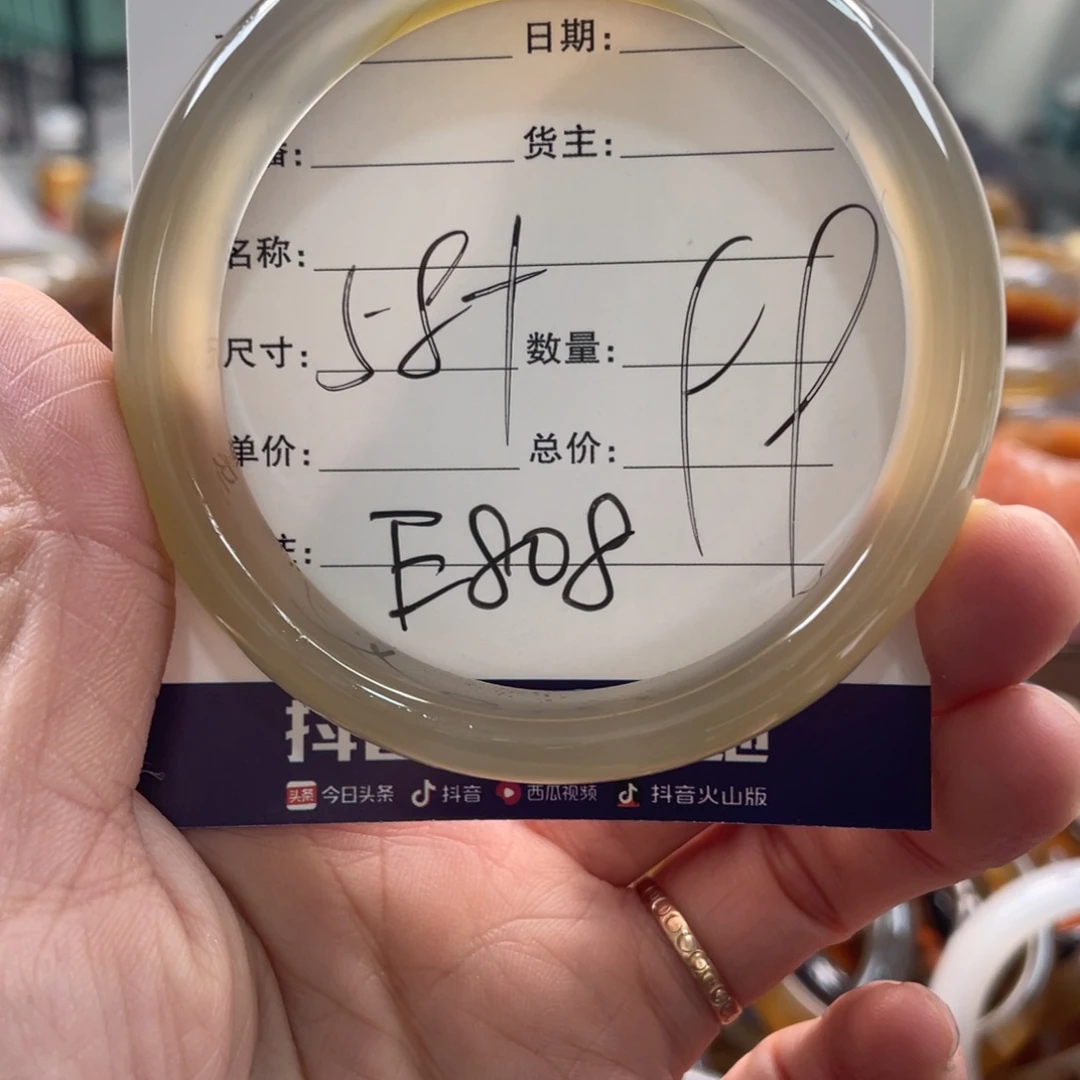 日期:
货主:
名称:
尺寸: 58+ 数量:
单价: 总价:
E808
抖音
今日头条 抖音 西瓜视频 抖音火山版